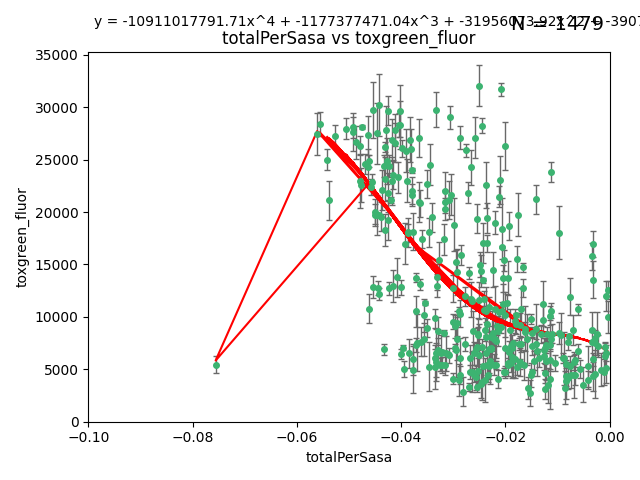 y = -10911017791.71x^4 + -1177377471.04x^3 + -3195607
N = 1479
totalPerSasa vs toxgreen_fluor
35000
30000
25000
20000
15000
10000
5000
0
toxgreen_fluor
−0.10
−0.08
−0.06
−0.04
−0.02
0.00
totalPerSasa